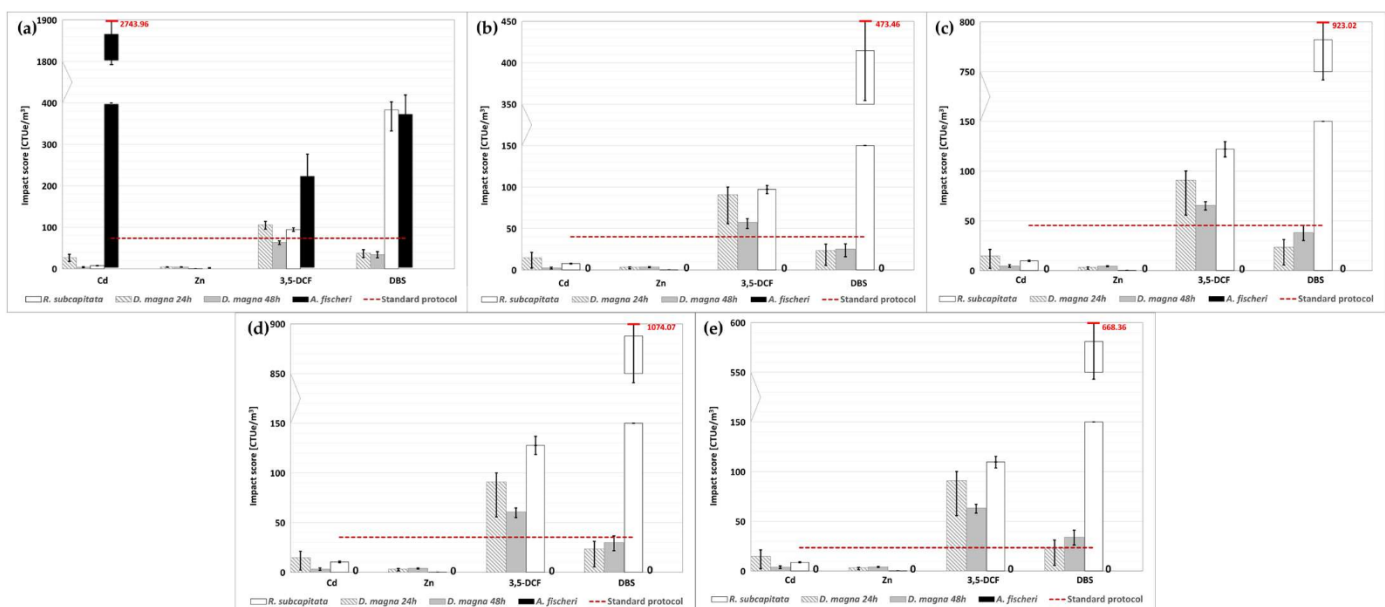 (a)
2743.96
Impact score [CTUe/m³]
1900
1800
400
300
200
100
0
Cd
Zn
3,5-DCF
DBS
R. subcapitata
D. magna 24h
D. magna 48h
A. fischeri
Standard protocol
(b)
473.46
Impact score [CTUe/m³]
450
400
350
150
100
50
0
0
0
0
0
Cd
Zn
3,5-DCF
DBS
R. subcapitata
D. magna 24h
D. magna 48h
A. fischeri
Standard protocol
(c)
923.02
Impact score [CTUe/m³]
800
750
150
100
50
0
0
0
0
0
Cd
Zn
3,5-DCF
DBS
R. subcapitata
D. magna 24h
D. magna 48h
A. fischeri
Standard protocol
(d)
1074.07
Impact score [CTUe/m³]
900
850
150
100
50
0
0
0
0
0
Cd
Zn
3,5-DCF
DBS
R. subcapitata
D. magna 24h
D. magna 48h
A. fischeri
Standard protocol
(e)
668.36
Impact score [CTUe/m³]
600
550
150
100
50
0
0
0
0
0
Cd
Zn
3,5-DCF
DBS
R. subcapitata
D. magna 24h
D. magna 48h
A. fischeri
Standard protocol